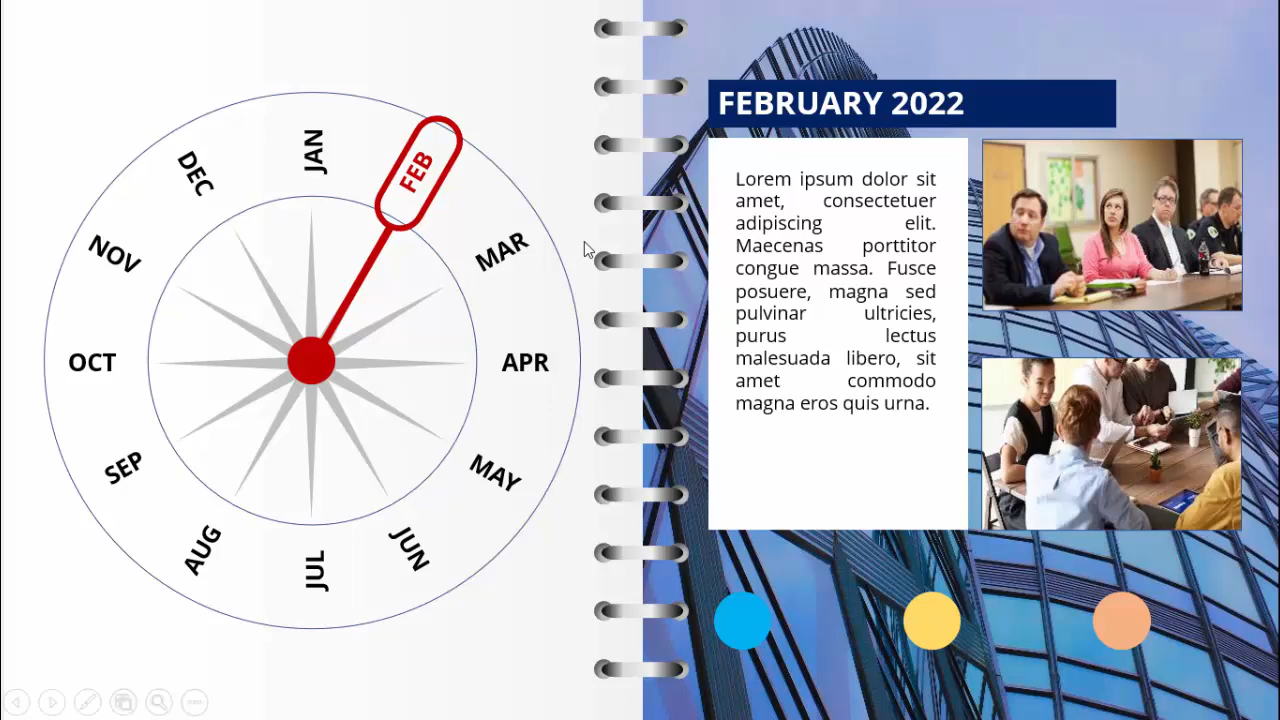 JAN
FEB
MAR
APR
MAY
JUN
JUL
AUG
SEP
OCT
NOV
DEC
FEBRUARY 2022
Lorem ipsum dolor sit
amet, consectetuer
adipiscing elit.
Maecenas porttitor
congue massa. Fusce
posuere, magna sed
pulvinar ultricies,
purus lectus
malesuada libero, sit
amet commodo
magna eros quis urna.